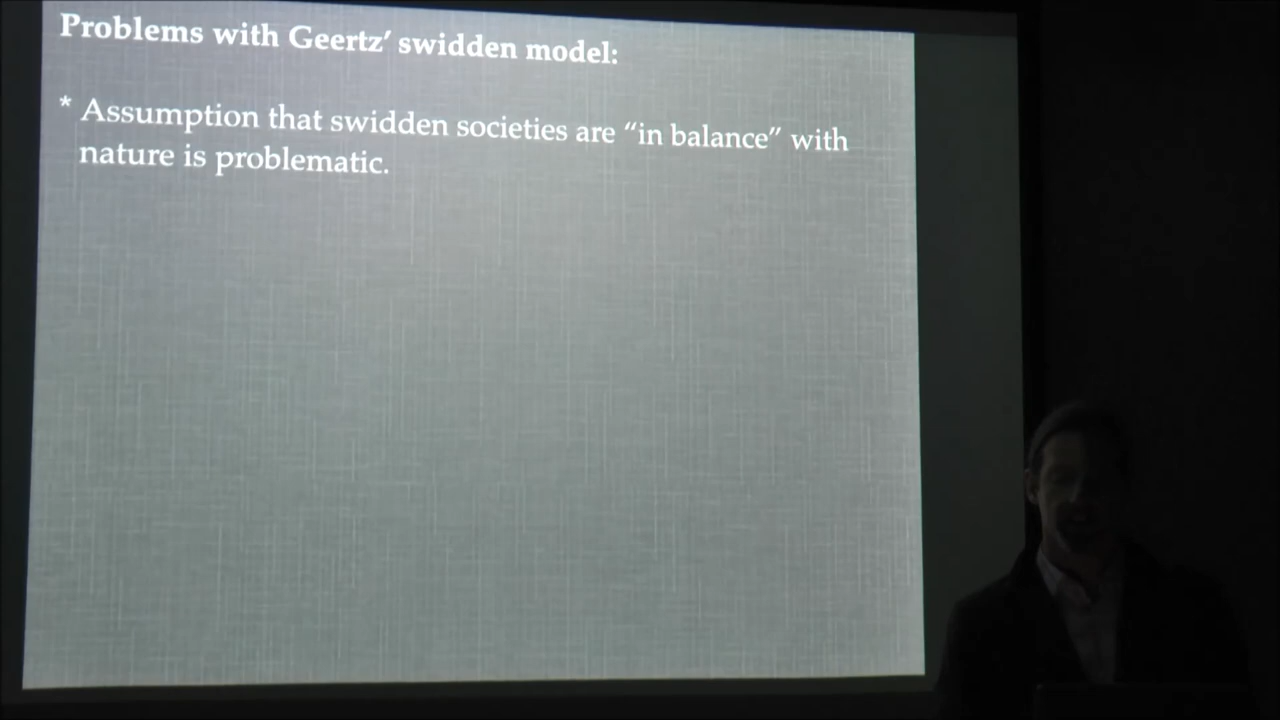 Problems with Geertz’ swidden model:
* Assumption that swidden societies are “in balance” with
nature is problematic.